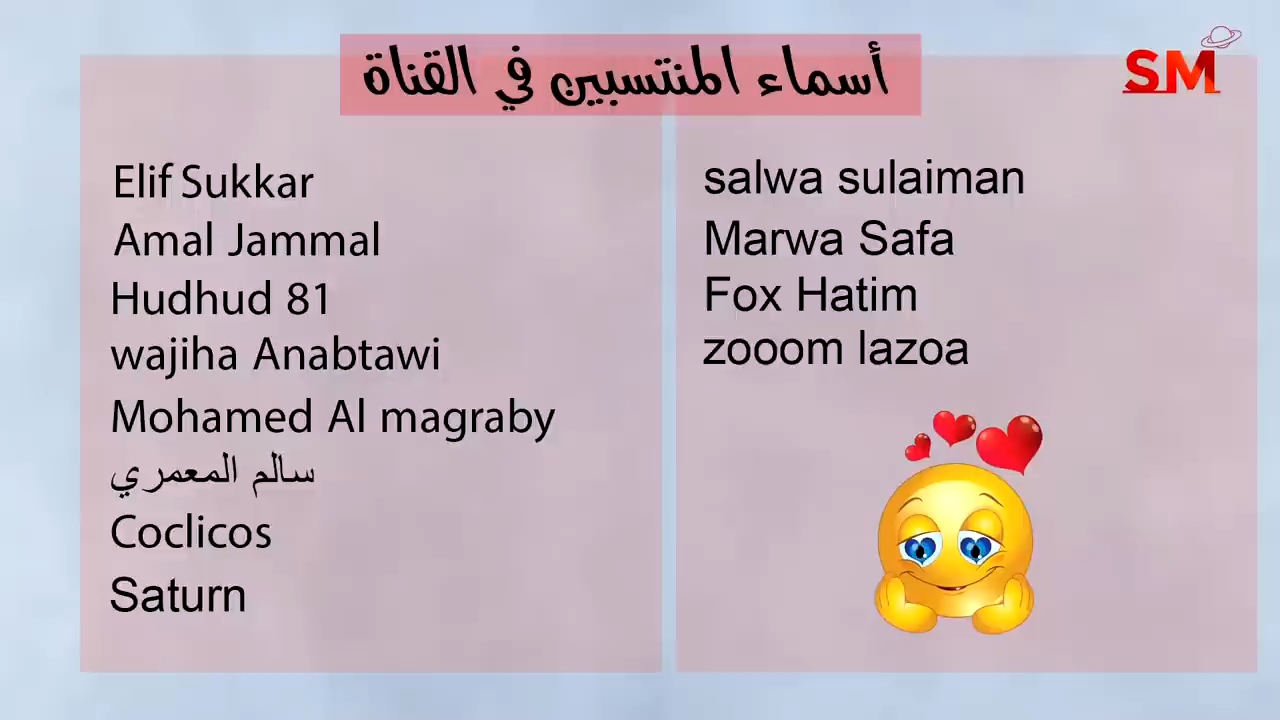 أسماء المنتسبين في القناة
SM
Elif Sukkar
Amal Jammal
Hudhud 81
wajiha Anabtawi
Mohamed Al magraby
سالم المعمري
Coclicos
Saturn
salwa sulaiman
Marwa Safa
Fox Hatim
zooom lazoa